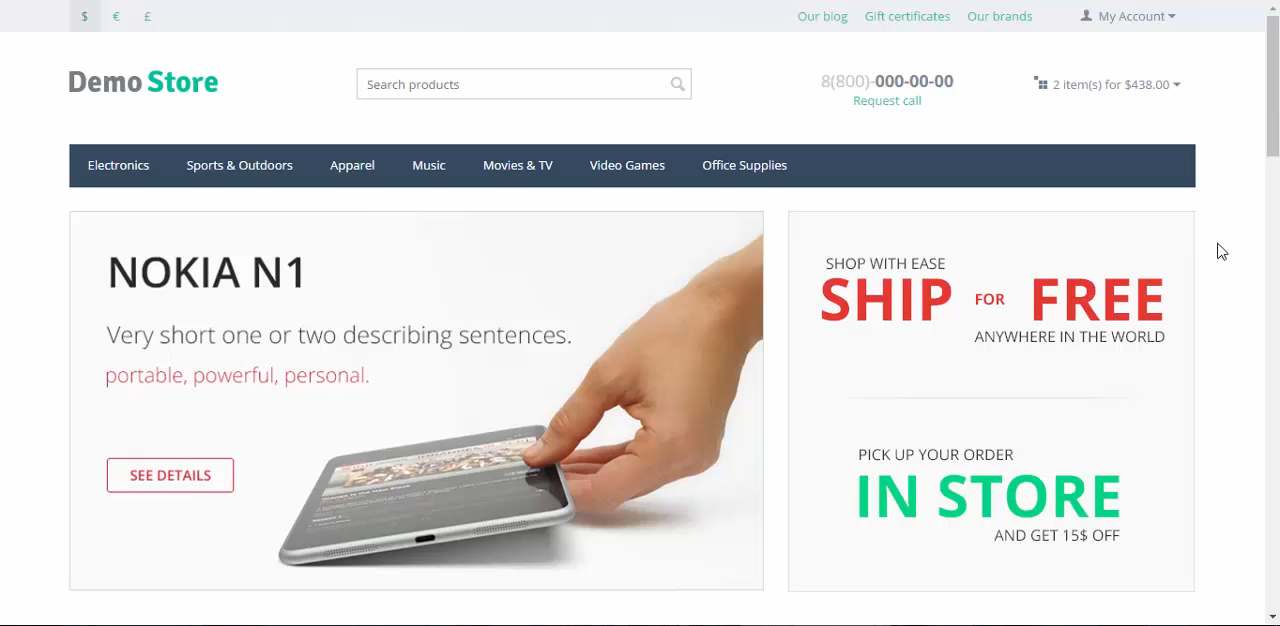 $ € £ Our blog Gift certificates Our brands My Account
Demo Store Search products 8(800)-000-00-00 2 item(s) for $438.00
Request call
Electronics Sports & Outdoors Apparel Music Movies & TV Video Games Office Supplies
NOKIA N1
Very short one or two describing sentences.
portable, powerful, personal.
SEE DETAILS
SHOP WITH EASE
SHIP FOR FREE
ANYWHERE IN THE WORLD
PICK UP YOUR ORDER
IN STORE
AND GET 15$ OFF